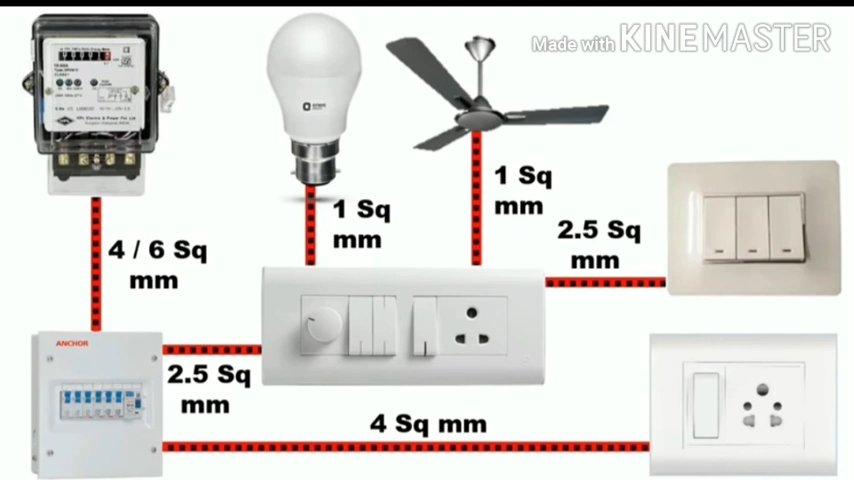 Made with KINEMASTER
1 Sq
mm
1 Sq
mm
2.5 Sq
mm
4 / 6 Sq
mm
ANCHOR
2.5 Sq
mm
4 Sq mm